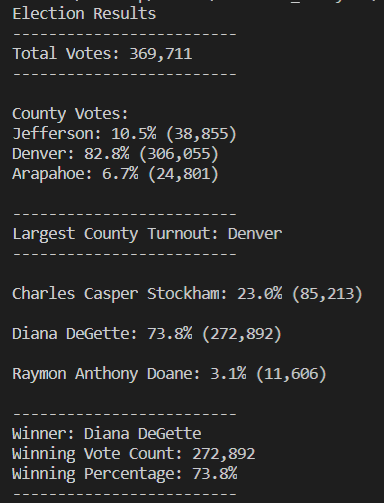 Election Results
-------------------------
Total Votes: 369,711
-------------------------
County Votes:
Jefferson: 10.5% (38,855)
Denver: 82.8% (306,055)
Arapahoe: 6.7% (24,801)
-------------------------
Largest County Turnout: Denver
-------------------------
Charles Casper Stockham: 23.0% (85,213)
Diana DeGette: 73.8% (272,892)
Raymon Anthony Doane: 3.1% (11,606)
-------------------------
Winner: Diana DeGette
Winning Vote Count: 272,892
Winning Percentage: 73.8%
-------------------------